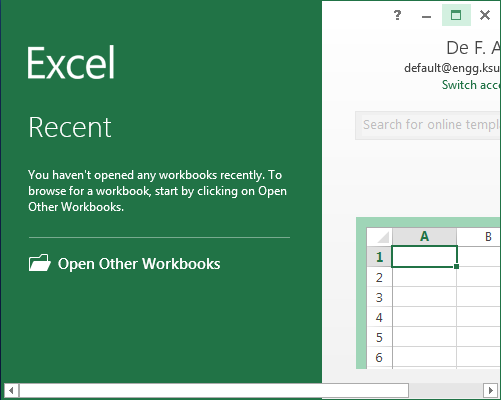 ?
Excel
De F. A
default@engg.ksu
Switch acc
Recent
Search for online templ
You haven't opened any workbooks recently. To
browse for a workbook, start by clicking on Open
Other Workbooks.
Open Other Workbooks
A B
1
2
3
4
5
6